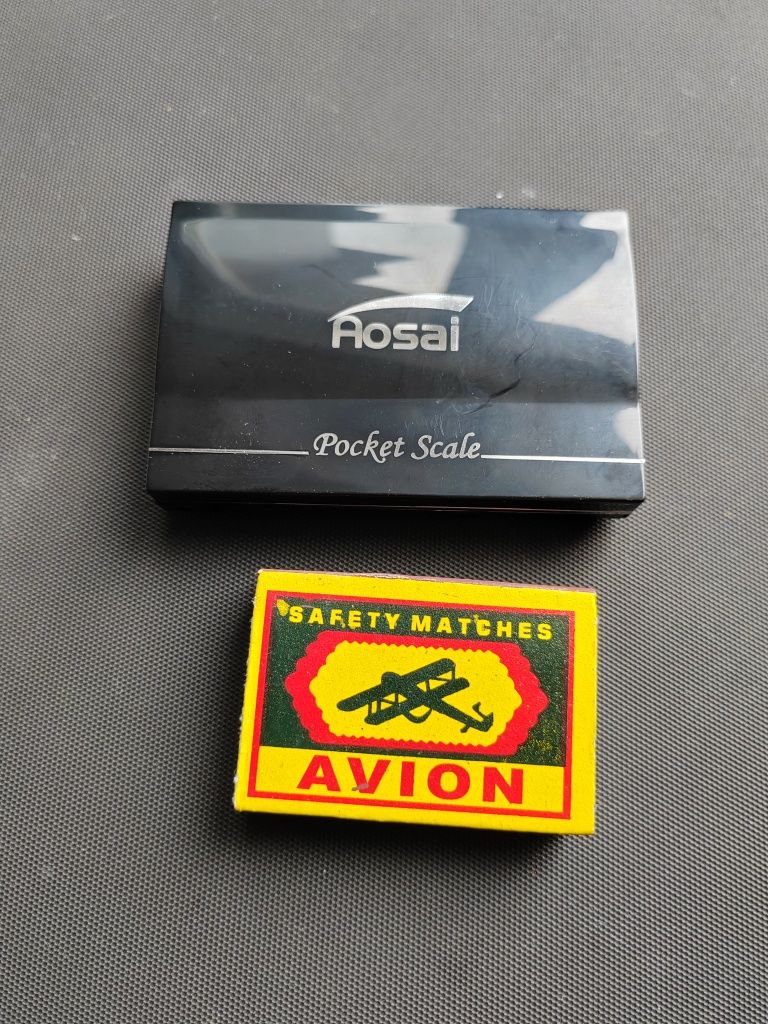 Aosai
Pocket Scale
SAFETY MATCHES
AVION